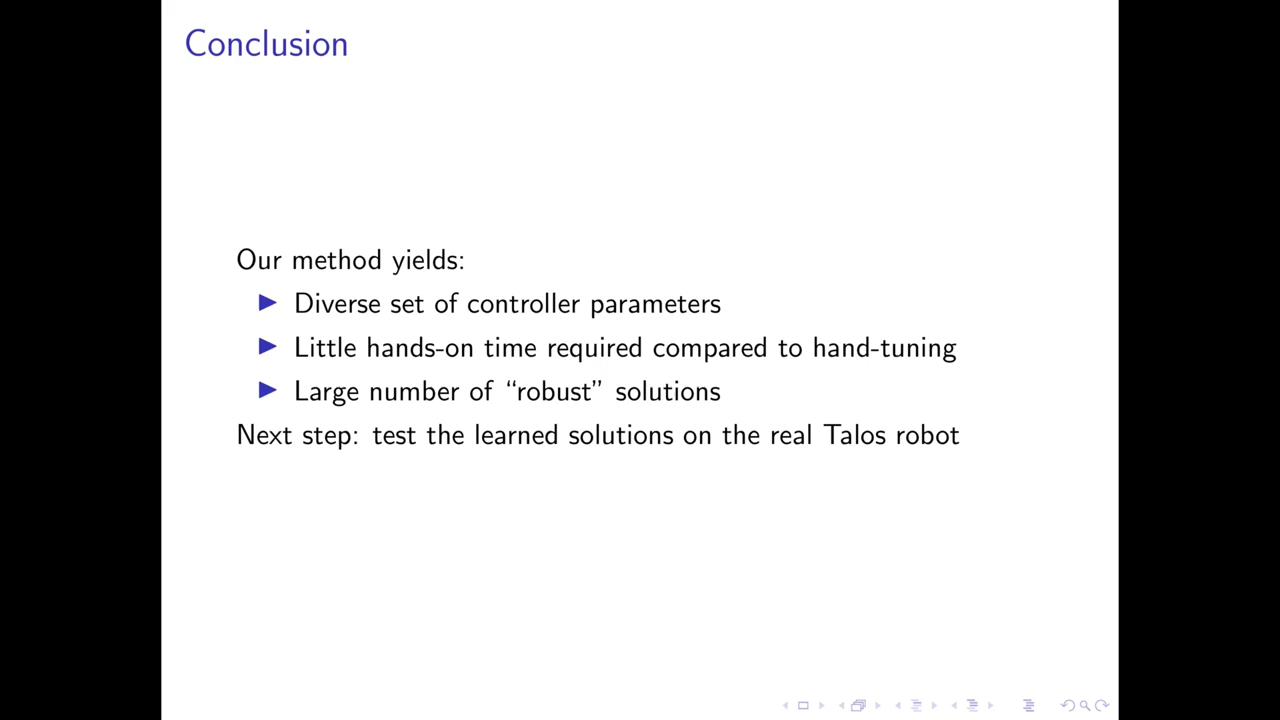 Conclusion
Our method yields:
▶ Diverse set of controller parameters
▶ Little hands-on time required compared to hand-tuning
▶ Large number of “robust” solutions
Next step: test the learned solutions on the real Talos robot